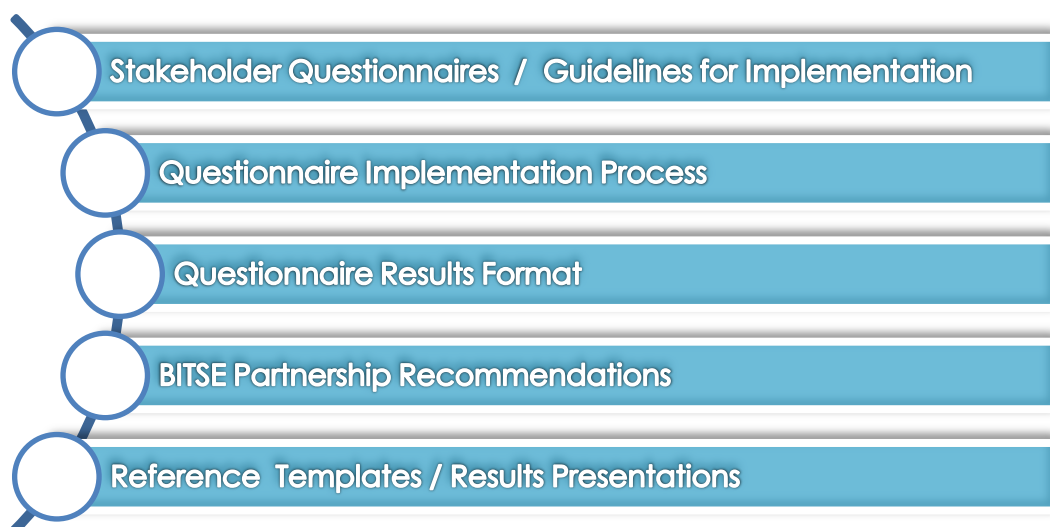 Stakeholder Questionnaires / Guidelines for Implementation
Questionnaire Implementation Process
Questionnaire Results Format
BITSE Partnership Recommendations
Reference Templates / Results Presentations